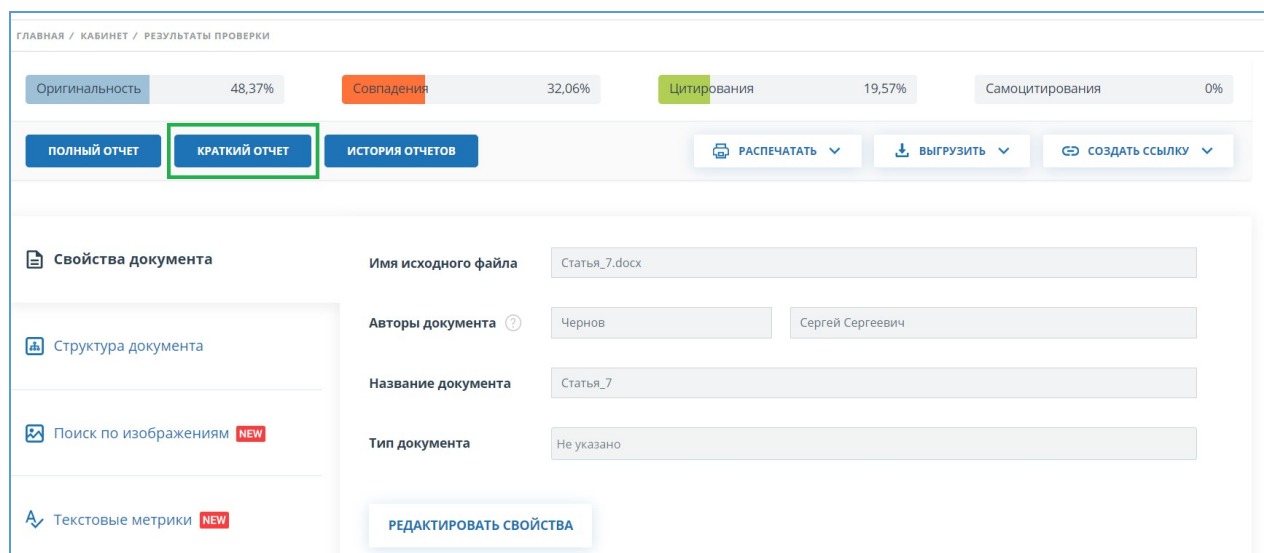 ГЛАВНАЯ / КАБИНЕТ / РЕЗУЛЬТАТЫ ПРОВЕРКИ
Оригинальность 48,37% Совпадения 32,06% Цитирования 19,57% Самоцитирования 0%
ПОЛНЫЙ ОТЧЕТ КРАТКИЙ ОТЧЕТ ИСТОРИЯ ОТЧЕТОВ РАСПЕЧАТАТЬ ВЫГРУЗИТЬ СОЗДАТЬ ССЫЛКУ
Свойства документа
Структура документа
Поиск по изображениям NEW
Текстовые метрики NEW
Имя исходного файла Статья_7.docx
Авторы документа ? Чернов Сергей Сергеевич
Название документа Статья_7
Тип документа Не указано
РЕДАКТИРОВАТЬ СВОЙСТВА